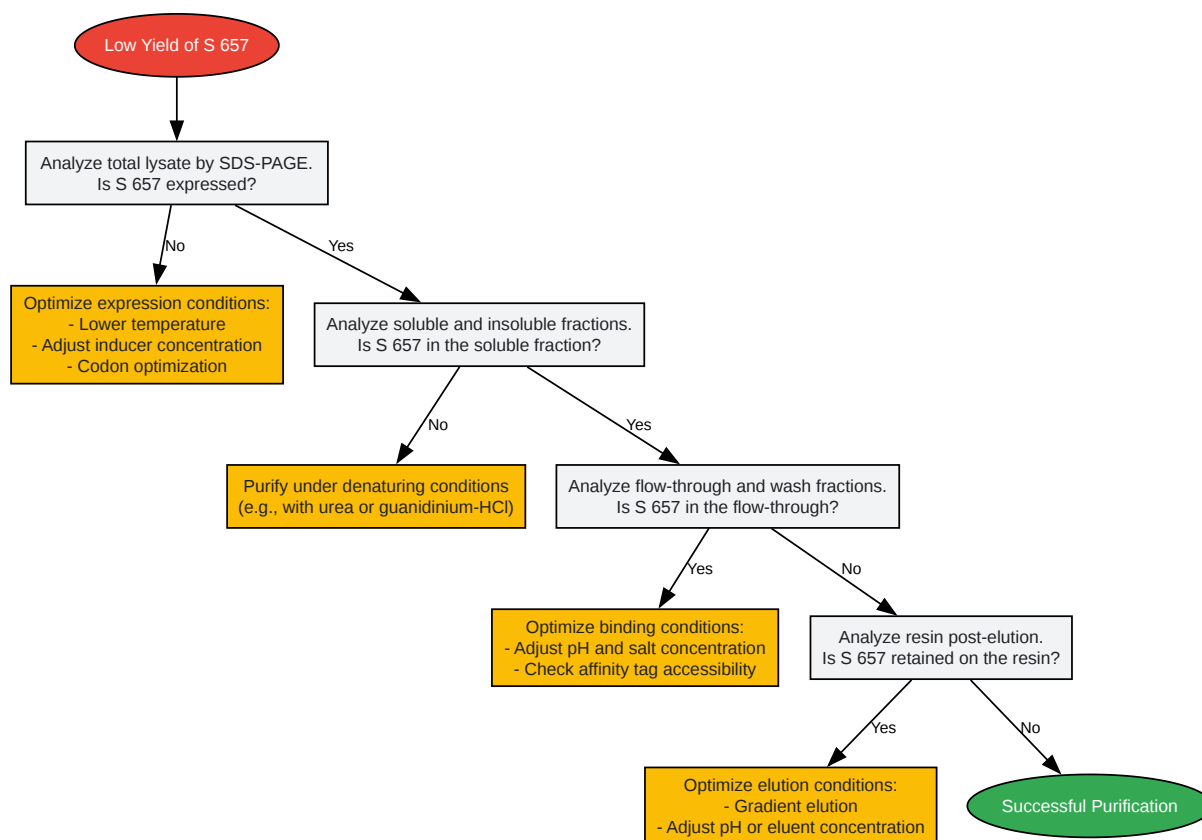 Low Yield of S 657
Analyze total lysate by SDS-PAGE.
Is S 657 expressed?
No
Yes
Optimize expression conditions:
- Lower temperature
- Adjust inducer concentration
- Codon optimization
Analyze soluble and insoluble fractions.
Is S 657 in the soluble fraction?
No
Yes
Purify under denaturing conditions
(e.g., with urea or guanidinium-HCl)
Analyze flow-through and wash fractions.
Is S 657 in the flow-through?
Yes
No
Optimize binding conditions:
- Adjust pH and salt concentration
- Check affinity tag accessibility
Analyze resin post-elution.
Is S 657 retained on the resin?
Yes
No
Optimize elution conditions:
- Gradient elution
- Adjust pH or eluent concentration
Successful Purification